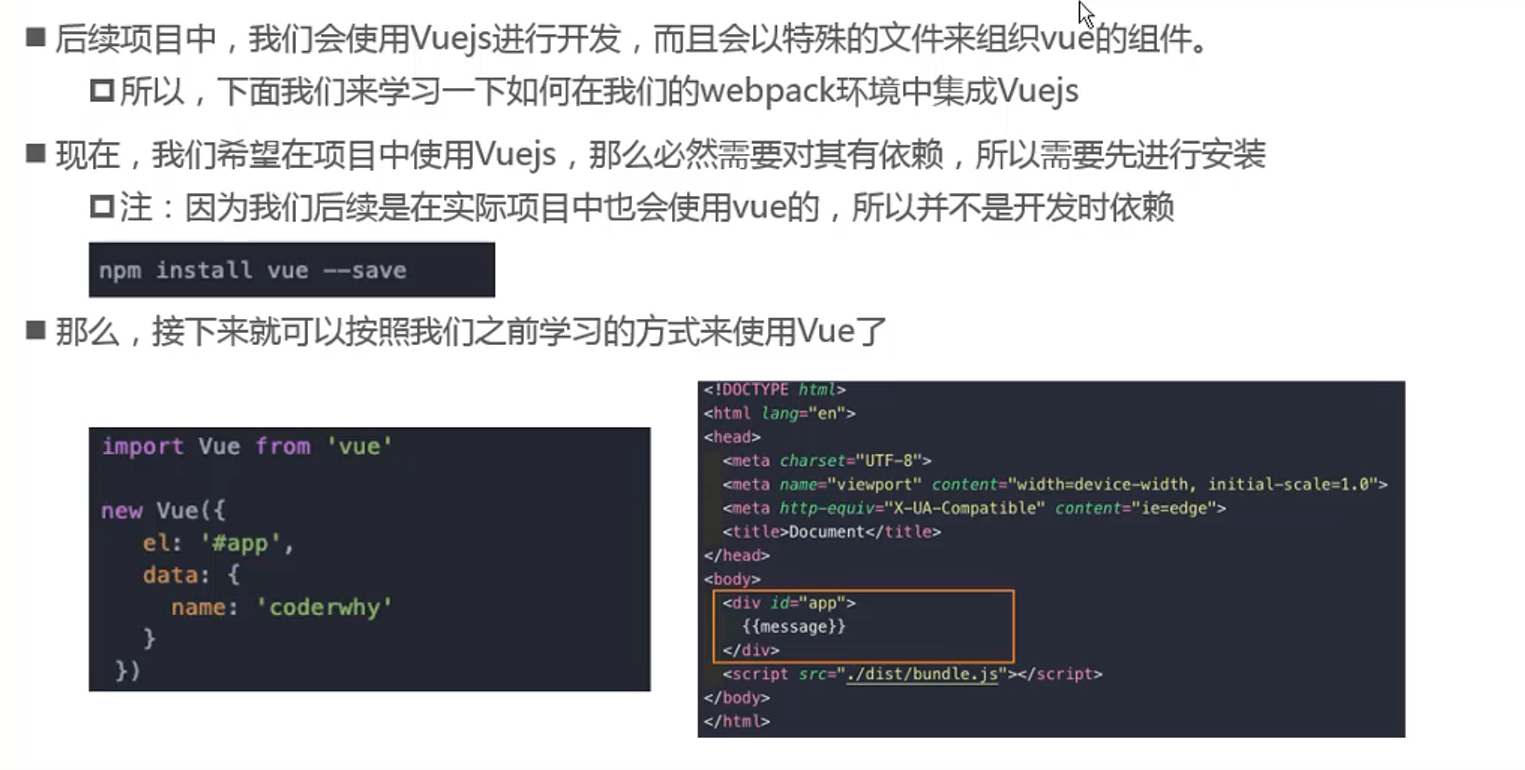 后续项目中，我们会使用Vuejs进行开发，而且会以特殊的文件来组织vue的组件。
所以，下面我们来学习一下如何在我们的webpack环境中集成Vuejs
现在，我们希望在项目中使用Vuejs，那么必然需要对其有依赖，所以需要先进行安装
注：因为我们后续是在实际项目中也会使用vue的，所以并不是开发时依赖
npm install vue --save
那么，接下来就可以按照我们之前学习的方式来使用Vue了
import Vue from 'vue'
new Vue({
el: '#app',
data: {
name: 'coderwhy'
}
})
<!DOCTYPE html>
<html lang="en">
<head>
<meta charset="UTF-8">
<meta name="viewport" content="width=device-width, initial-scale=1.0">
<meta http-equiv="X-UA-Compatible" content="ie=edge">
<title>Document</title>
</head>
<body>
<div id="app">
{{message}}
</div>
<script src="./dist/bundle.js"></script>
</body>
</html>